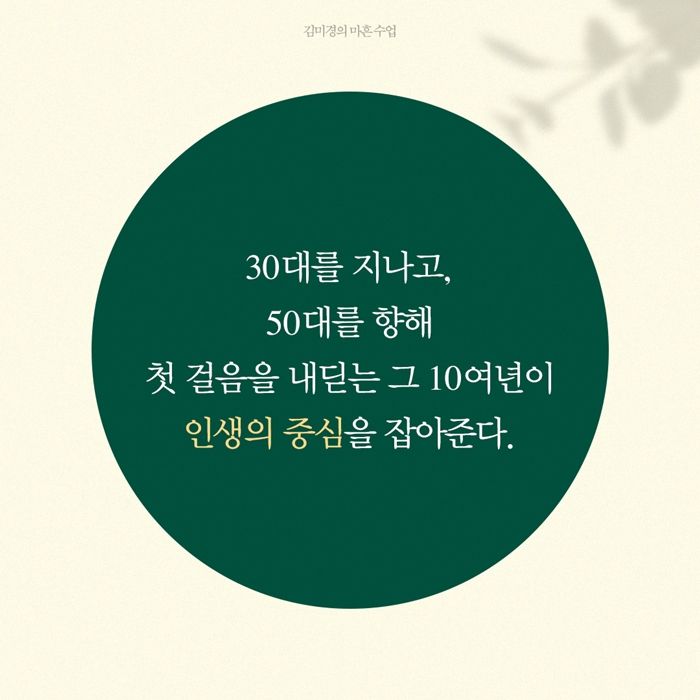 김미경의 마흔 수업
30대를 지나고,
50대를 향해
첫 걸음을 내딛는 그 10여년이
인생의 중심을 잡아준다.